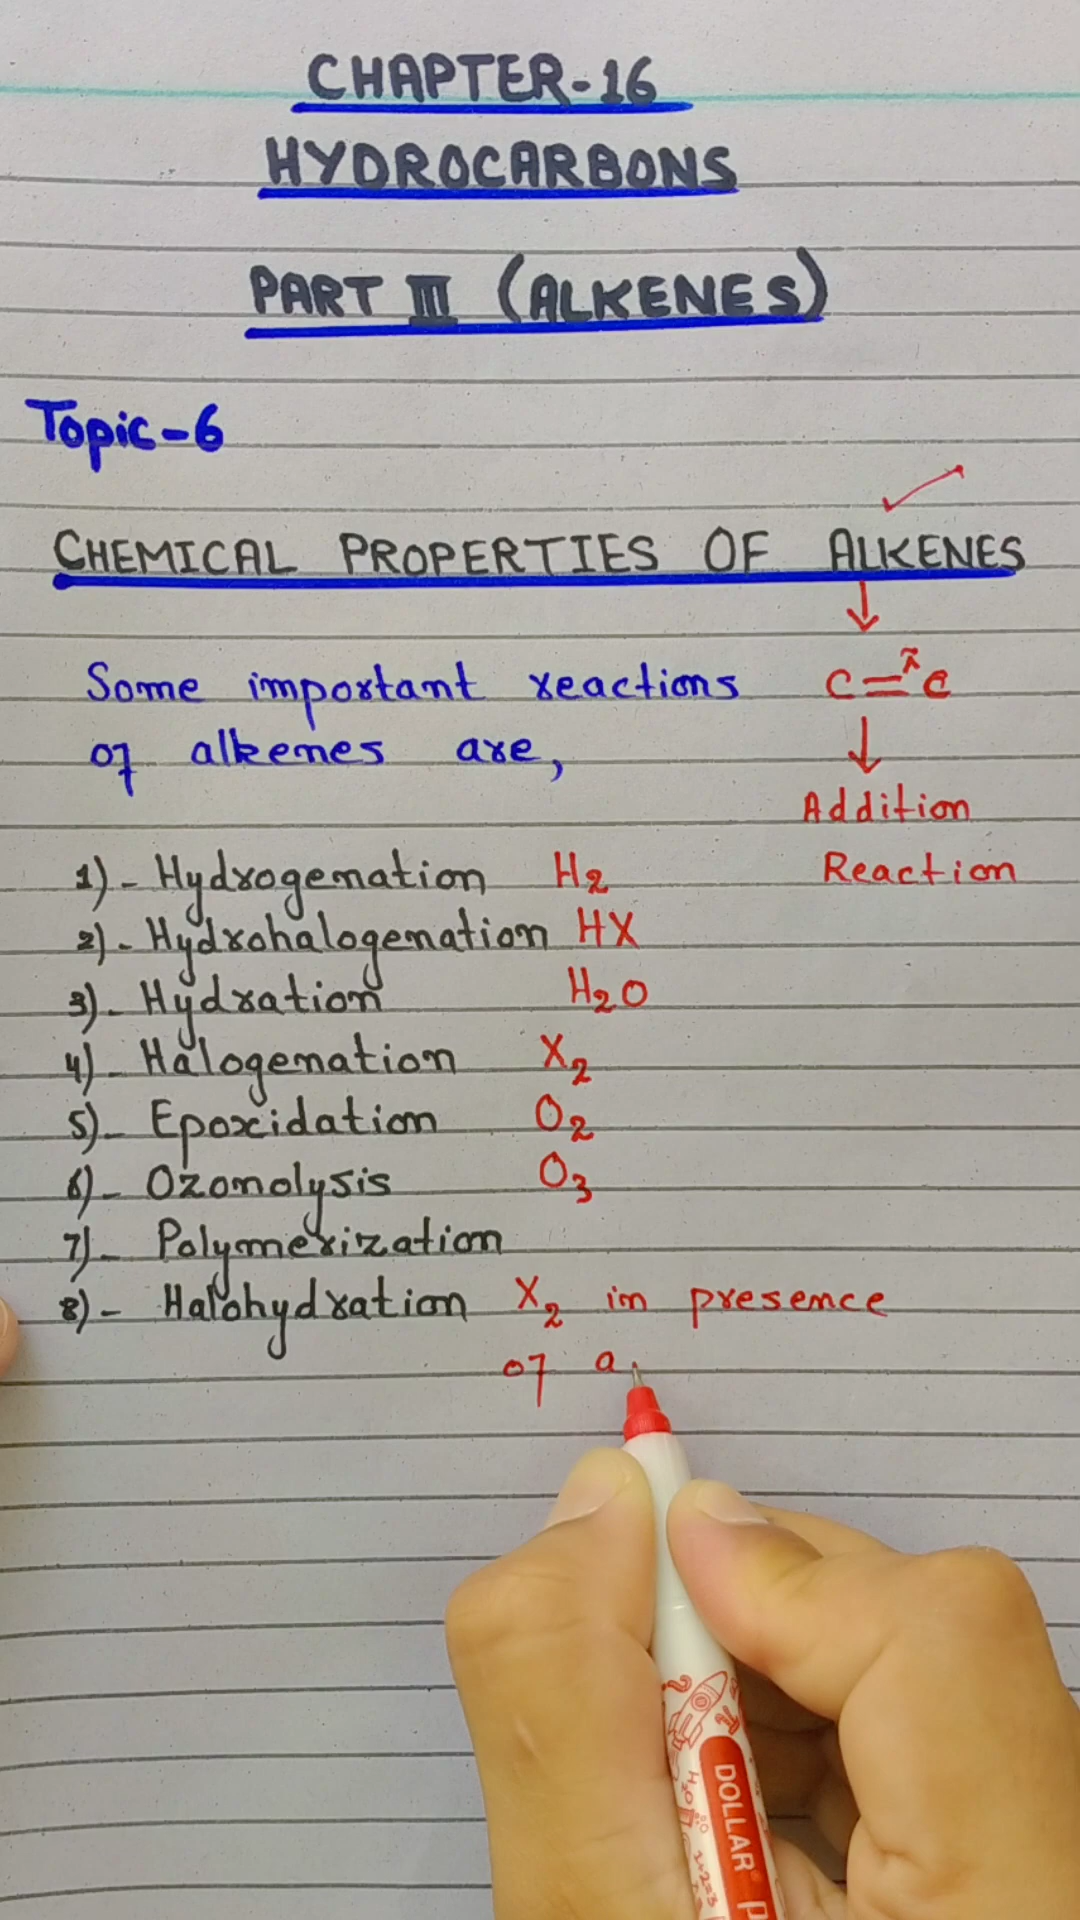 CHAPTER-16
HYDROCARBONS
PART III (ALKENES)
Topic-6
CHEMICAL PROPERTIES OF ALKENES
↓
Some important reactions
C=C
π
of alkenes are,
↓
Addition
Reaction
1)- Hydrogenation H2
2)- Hydrohalogenation HX
3)- Hydration H2O
4)- Halogenation X2
5)- Epoxidation O2
6)- Ozonolysis O3
7)- Polymerization
8)- Halohydration X2 in presence
of a
DOLLAR